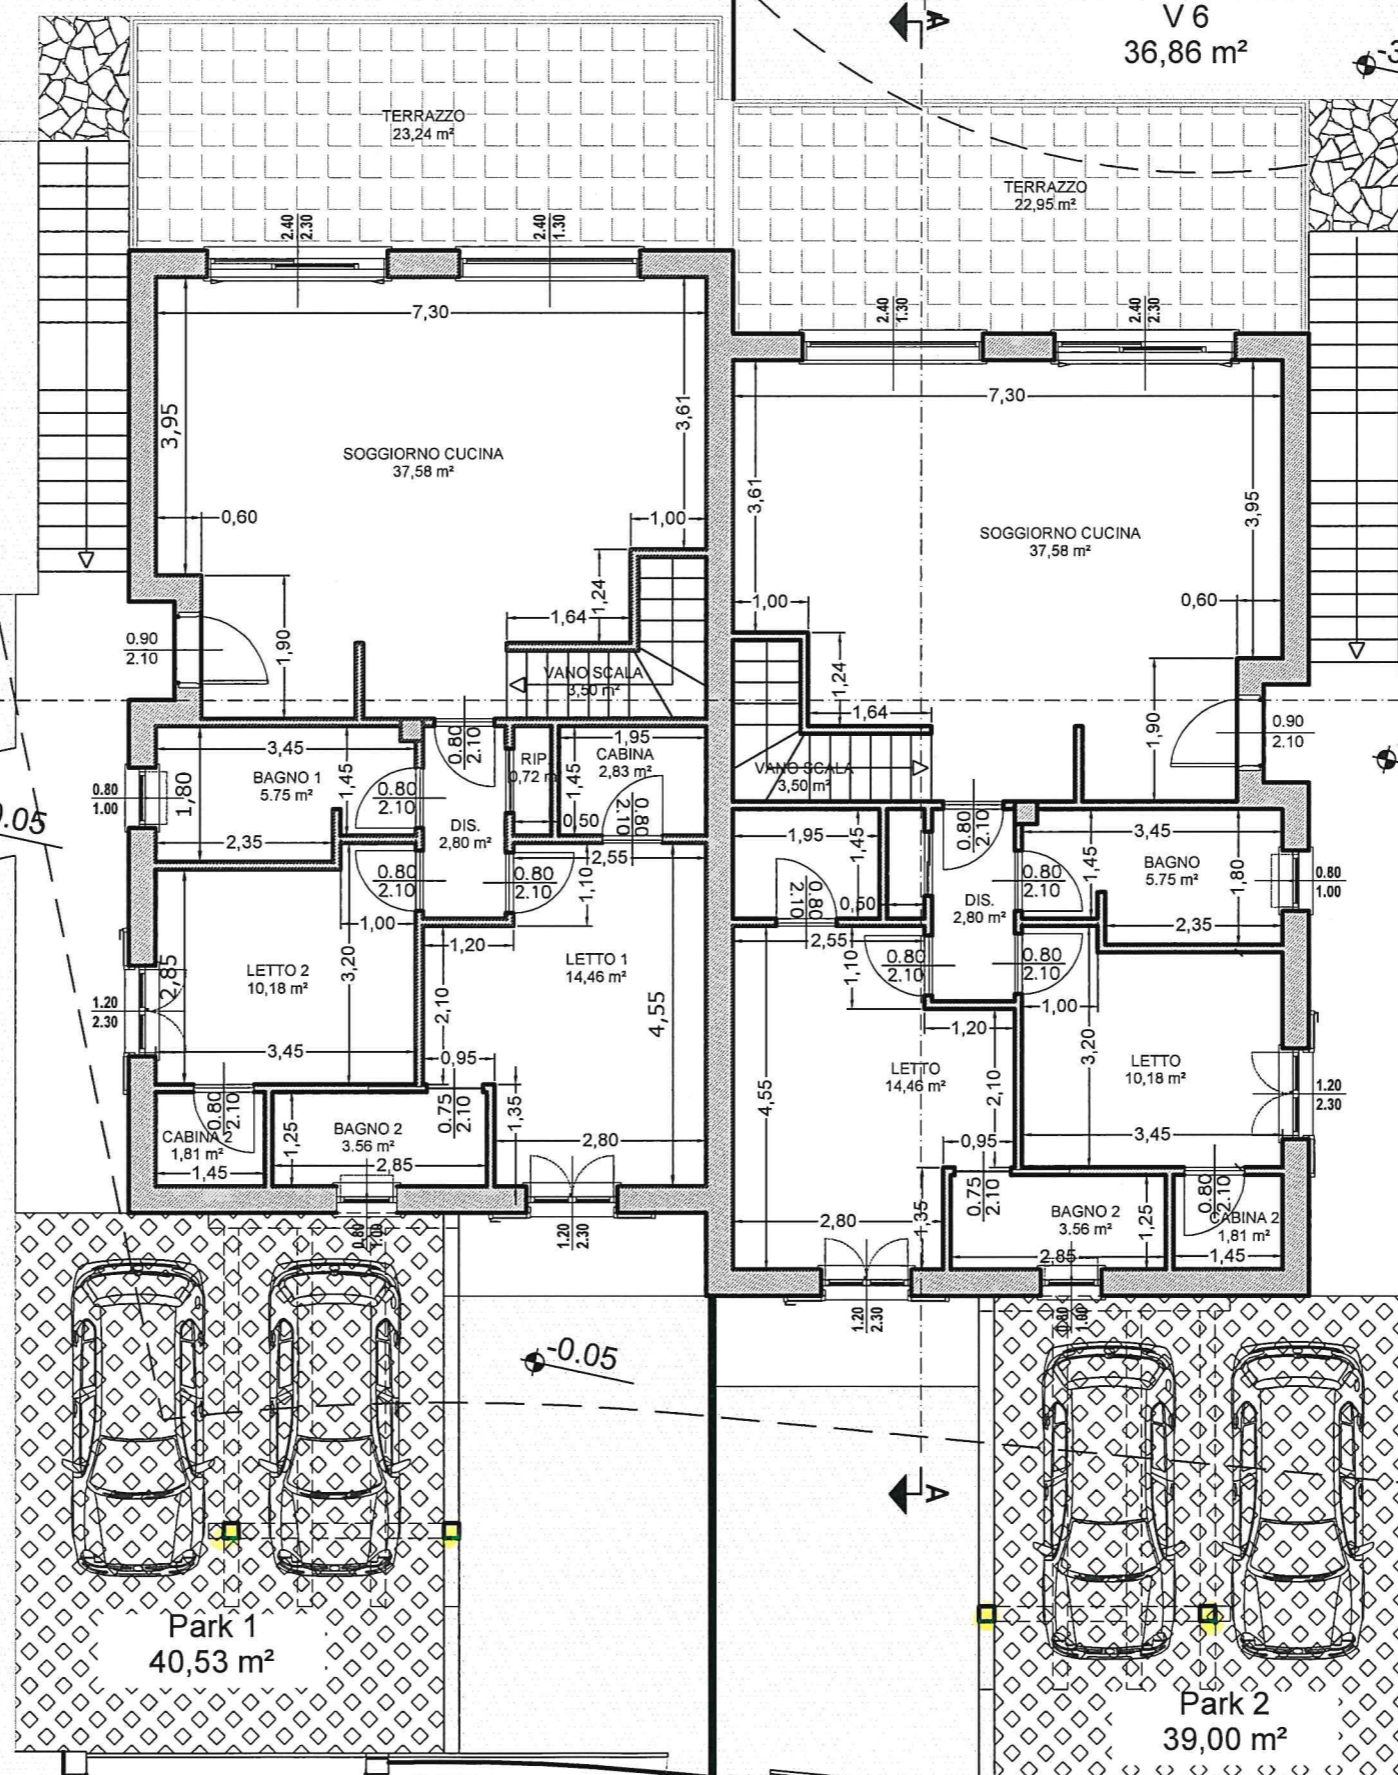 V 6
36,86 m²
A
TERRAZZO
23,24 m²
TERRAZZO
22,95 m²
2.40
2.30
2.40
1.30
2.40
1.30
2.40
2.30
7,30
3,95
3,61
SOGGIORNO CUCINA
37,58 m²
0,60
1,00
1,24
1,64
1,90
0.90
2.10
VANO SCALA
3,50 m²
7,30
3,61
3,95
SOGGIORNO CUCINA
37,58 m²
1,00
0,60
1,24
1,64
1,90
0.90
2.10
VANO SCALA
3,50 m²
3,45
BAGNO 1
5.75 m²
1,80
1,45
2,35
0.80
1.00
0.80
2.10
0.80
2.10
RIP
0,72 m
0,50
1,95
CABINA
2,83 m²
1,45
0.80
2.10
DIS.
2,80 m²
0.80
2.10
0.80
2.10
2,55
1,10
1,00
1,20
LETTO 2
10,18 m²
2,85
3,20
3,45
1.20
2.30
LETTO 1
14,46 m²
2,10
4,55
0,95
0.75
2.10
1,35
2,80
0.80
2.10
CABINA 2
1,81 m²
1,45
1,25
BAGNO 2
3.56 m²
2,85
0.80
1.00
1.20
2.30
1,95
1,45
0.80
2.10
0,50
0.80
2.10
DIS.
2,80 m²
0.80
2.10
1,45
3,45
BAGNO
5.75 m²
1,80
2,35
0.80
1.00
2,55
1,10
0.80
2.10
0.80
2.10
1,00
1,20
LETTO
14,46 m²
4,55
2,10
3,20
LETTO
10,18 m²
3,45
1.20
2.30
0,95
0.75
2.10
1,35
2,80
BAGNO 2
3.56 m²
1,25
2,85
0.80
2.10
CABINA 2
1,81 m²
1,45
1.20
2.30
0.80
1.00
-0.05
A
Park 1
40,53 m²
Park 2
39,00 m²